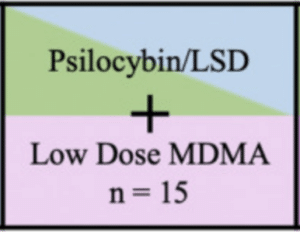 Psilocybin/LSD
+
Low Dose MDMA
n = 15